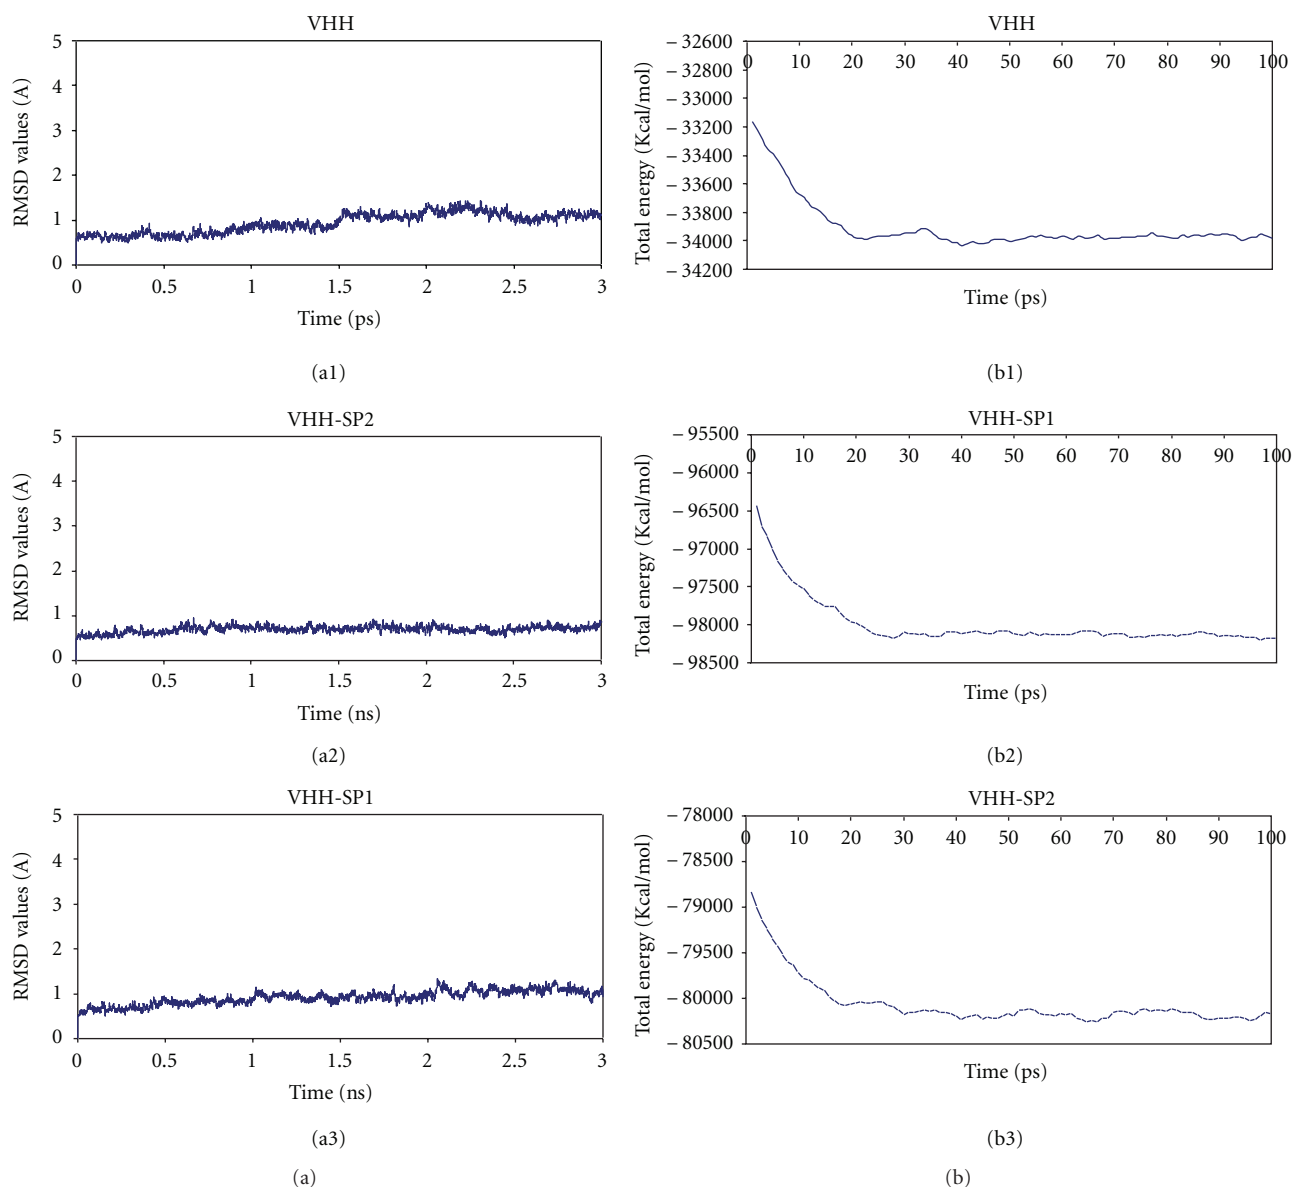 VHH
5
4
3
2
1
0
RMSD values (A)
0 0.5 1 1.5 2 2.5 3
Time (ps)
(a1)
VHH
−32600
−32800
−33000
−33200
−33400
−33600
−33800
−34000
−34200
Total energy (Kcal/mol)
0 10 20 30 40 50 60 70 80 90 100
Time (ps)
(b1)
VHH-SP2
5
4
3
2
1
0
RMSD values (A)
0 0.5 1 1.5 2 2.5 3
Time (ns)
(a2)
VHH-SP1
−95500
−96000
−96500
−97000
−97500
−98000
−98500
Total energy (Kcal/mol)
0 10 20 30 40 50 60 70 80 90 100
Time (ps)
(b2)
VHH-SP1
5
4
3
2
1
0
RMSD values (A)
0 0.5 1 1.5 2 2.5 3
Time (ns)
(a3)
(a)
VHH-SP2
−78000
−78500
−79000
−79500
−80000
−80500
Total energy (Kcal/mol)
0 10 20 30 40 50 60 70 80 90 100
Time (ps)
(b3)
(b)